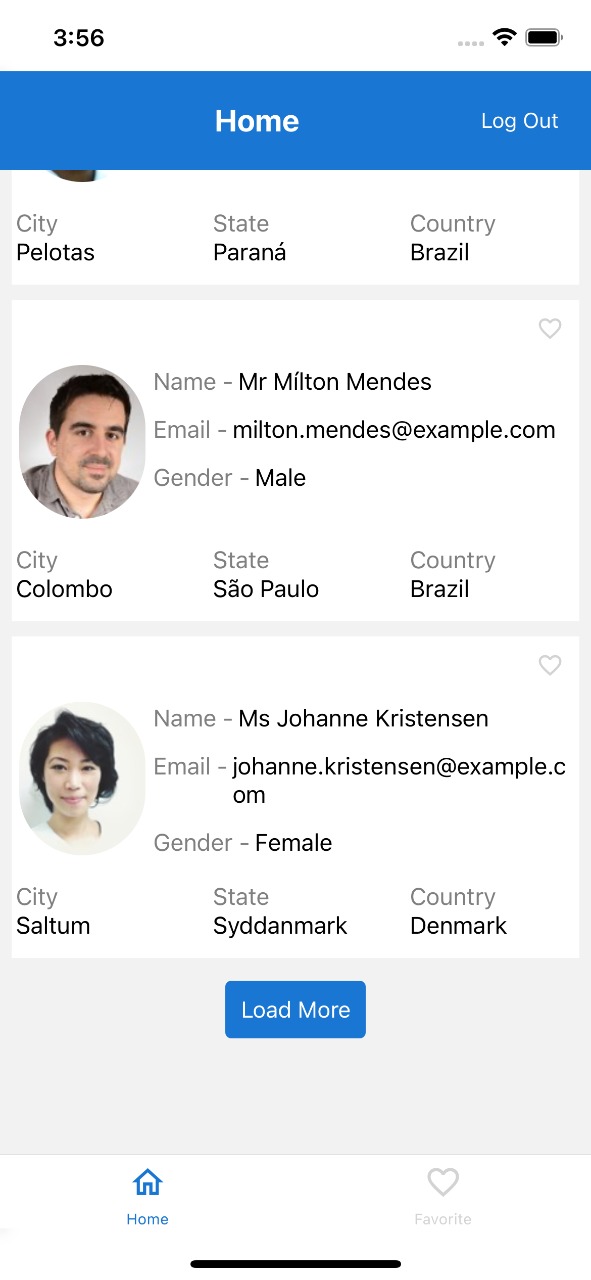 3:56
Home
Log Out
City
State
Country
Pelotas
Paraná
Brazil
Name - Mr Mílton Mendes
Email - milton.mendes@example.com
Gender - Male
City
State
Country
Colombo
São Paulo
Brazil
Name - Ms Johanne Kristensen
Email - johanne.kristensen@example.c
om
Gender - Female
City
State
Country
Saltum
Syddanmark
Denmark
Load More
Home
Favorite